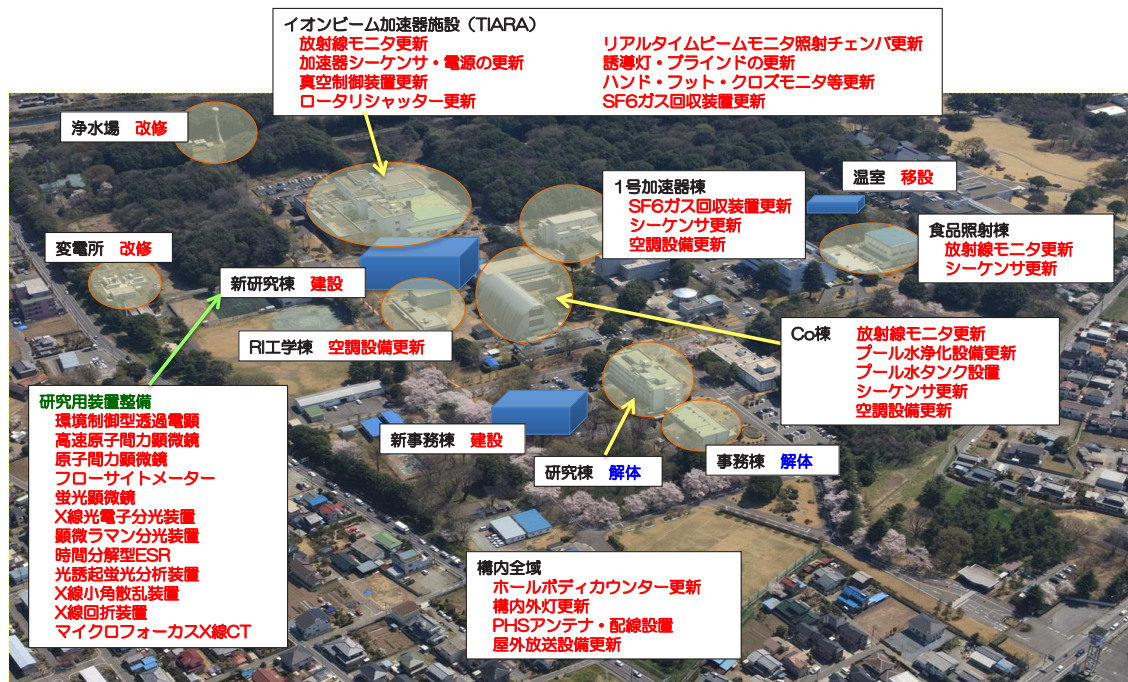 イオンビーム加速器施設（TIARA）
放射線モニタ更新
加速器シーケンサ・電源の更新
真空制御装置更新
ロータリシャッター更新
リアルタイムビームモニタ照射チェンバ更新
誘導灯・ブラインドの更新
ハンド・フット・クロズモニタ等更新
SF6ガス回収装置更新
浄水場 改修
1号加速器棟
SF6ガス回収装置更新
シーケンサ更新
空調設備更新
温室 移設
食品照射棟
放射線モニタ更新
シーケンサ更新
変電所 改修
新研究棟 建設
RI工学棟 空調設備更新
Co棟 放射線モニタ更新
プール水浄化設備更新
プール水タンク設置
シーケンサ更新
空調設備更新
研究用装置整備
環境制御型透過電顕
高速原子間力顕微鏡
原子間力顕微鏡
フローサイトメーター
蛍光顕微鏡
X線光電子分光装置
顕微ラマン分光装置
時間分解型ESR
光誘起蛍光分析装置
X線小角散乱装置
X線回折装置
マイクロフォーカスX線CT
新事務棟 建設
研究棟 解体
事務棟 解体
構内全域
ホールボディカウンター更新
構内外灯更新
PHSアンテナ・配線設置
屋外放送設備更新